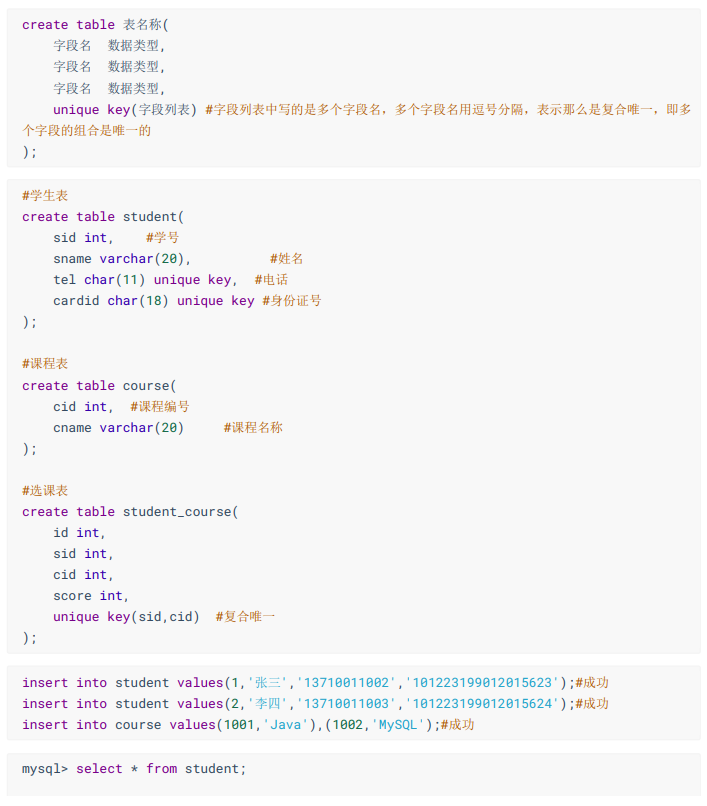 create table 表名称(
字段名  数据类型,
字段名  数据类型,
字段名  数据类型,
unique key(字段列表) #字段列表中写的是多个字段名，多个字段名用逗号分隔，表示那么是复合唯一，即多
个字段的组合是唯一的
);
#学生表
create table student(
sid int,    #学号
sname varchar(20),          #姓名
tel char(11) unique key,  #电话
cardid char(18) unique key #身份证号
);
#课程表
create table course(
cid int,  #课程编号
cname varchar(20)     #课程名称
);
#选课表
create table student_course(
id int,
sid int,
cid int,
score int,
unique key(sid,cid)  #复合唯一
);
insert into student values(1,'张三','13710011002','101223199012015623');#成功
insert into student values(2,'李四','13710011003','101223199012015624');#成功
insert into course values(1001,'Java'),(1002,'MySQL');#成功
mysql> select * from student;